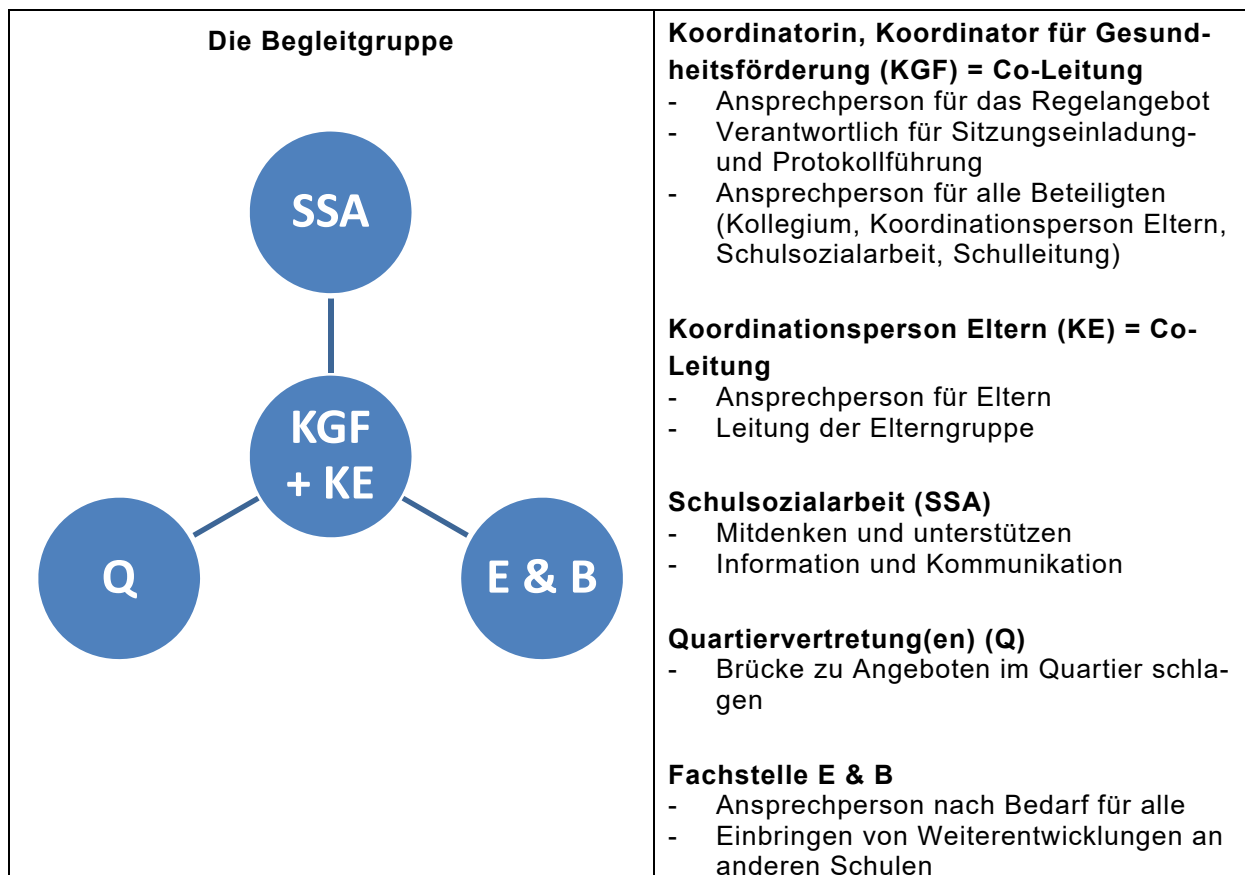 Die Begleitgruppe
SSA
KGF
+ KE
Q
E & B
Koordinatorin, Koordinator für Gesund-
heitsförderung (KGF) = Co-Leitung
- Ansprechperson für das Regelangebot
- Verantwortlich für Sitzungseinladung-
und Protokollführung
- Ansprechperson für alle Beteiligten
(Kollegium, Koordinationsperson Eltern,
Schulsozialarbeit, Schulleitung)
Koordinationsperson Eltern (KE) = Co-
Leitung
- Ansprechperson für Eltern
- Leitung der Elterngruppe
Schulsozialarbeit (SSA)
- Mitdenken und unterstützen
- Information und Kommunikation
Quartiervertretung(en) (Q)
- Brücke zu Angeboten im Quartier schla-
gen
Fachstelle E & B
- Ansprechperson nach Bedarf für alle
- Einbringen von Weiterentwicklungen an
anderen Schulen